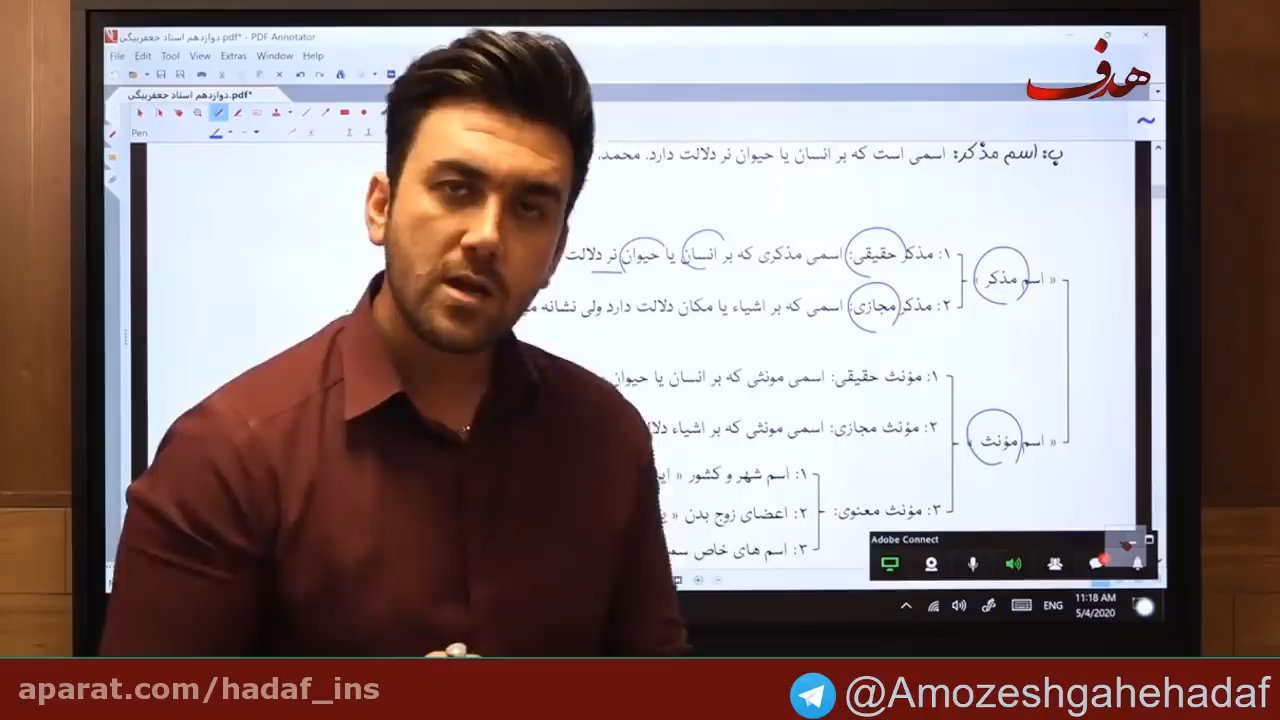 دوازدهم استاد جعفربیگی.pdf* - PDF Annotator
File Edit Tool View Extras Window Help
هدف
دوازدهم استاد جعفربیگی.pdf*
Pen
ب: اسم مذکر: اسمی است که بر انسان یا حیوان نر دلالت دارد. محمد،
۱: مذکر حقیقی: اسمی مذکری که بر انسان یا حیوان نر دلالت
« اسم مذکر »
۲: مذکر مجازی: اسمی که بر اشیاء یا مکان دلالت دارد ولی نشانه
۱: مؤنث حقیقی: اسمی مونثی که بر انسان یا حیوان
۲: مؤنث مجازی: اسمی مونثی که بر اشیاء
« اسم مؤنث »
۱: اسم شهر و کشور «
۳: مؤنث معنوی:
۲: اعضای زوج بدن «
۳: اسم های خاص
Adobe Connect
ENG
11:18 AM
5/4/2020
aparat.com/hadaf_ins
@Amozeshgahehadaf